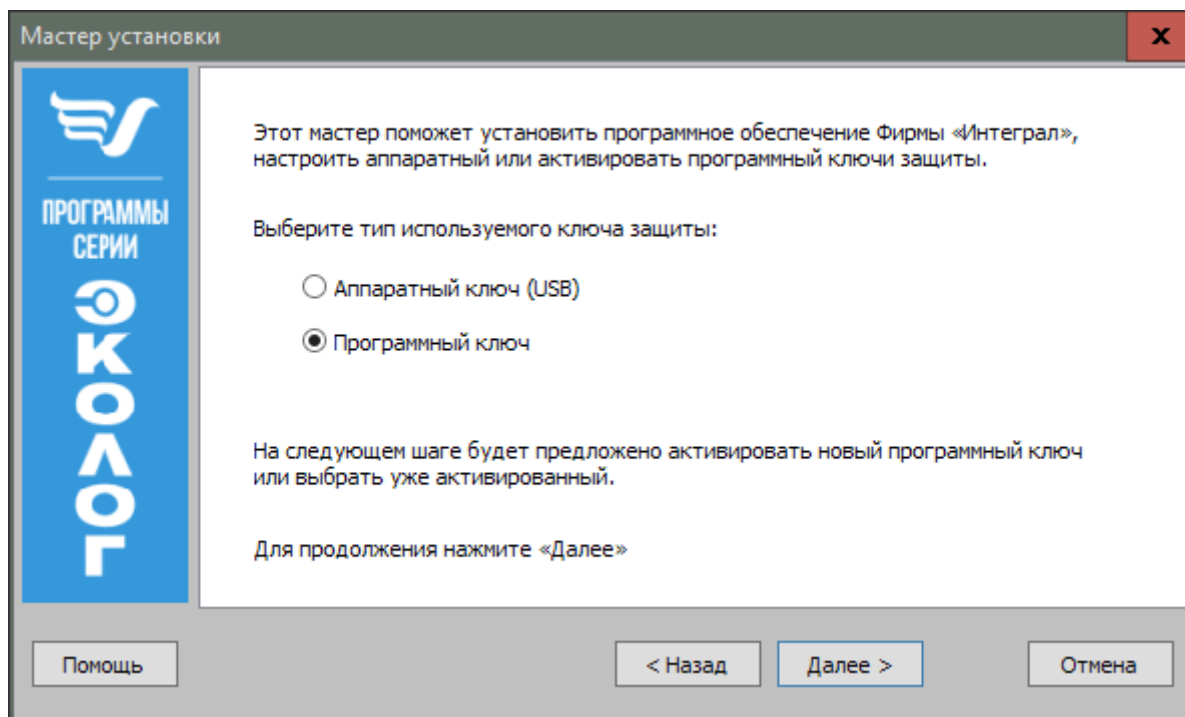 Мастер установки
x
ПРОГРАММЫ
СЕРИИ
ЭКОЛОГ
Этот мастер поможет установить программное обеспечение Фирмы «Интеграл»,
настроить аппаратный или активировать программный ключи защиты.
Выберите тип используемого ключа защиты:
Аппаратный ключ (USB)
Программный ключ
На следующем шаге будет предложено активировать новый программный ключ
или выбрать уже активированный.
Для продолжения нажмите «Далее»
Помощь
< Назад
Далее >
Отмена